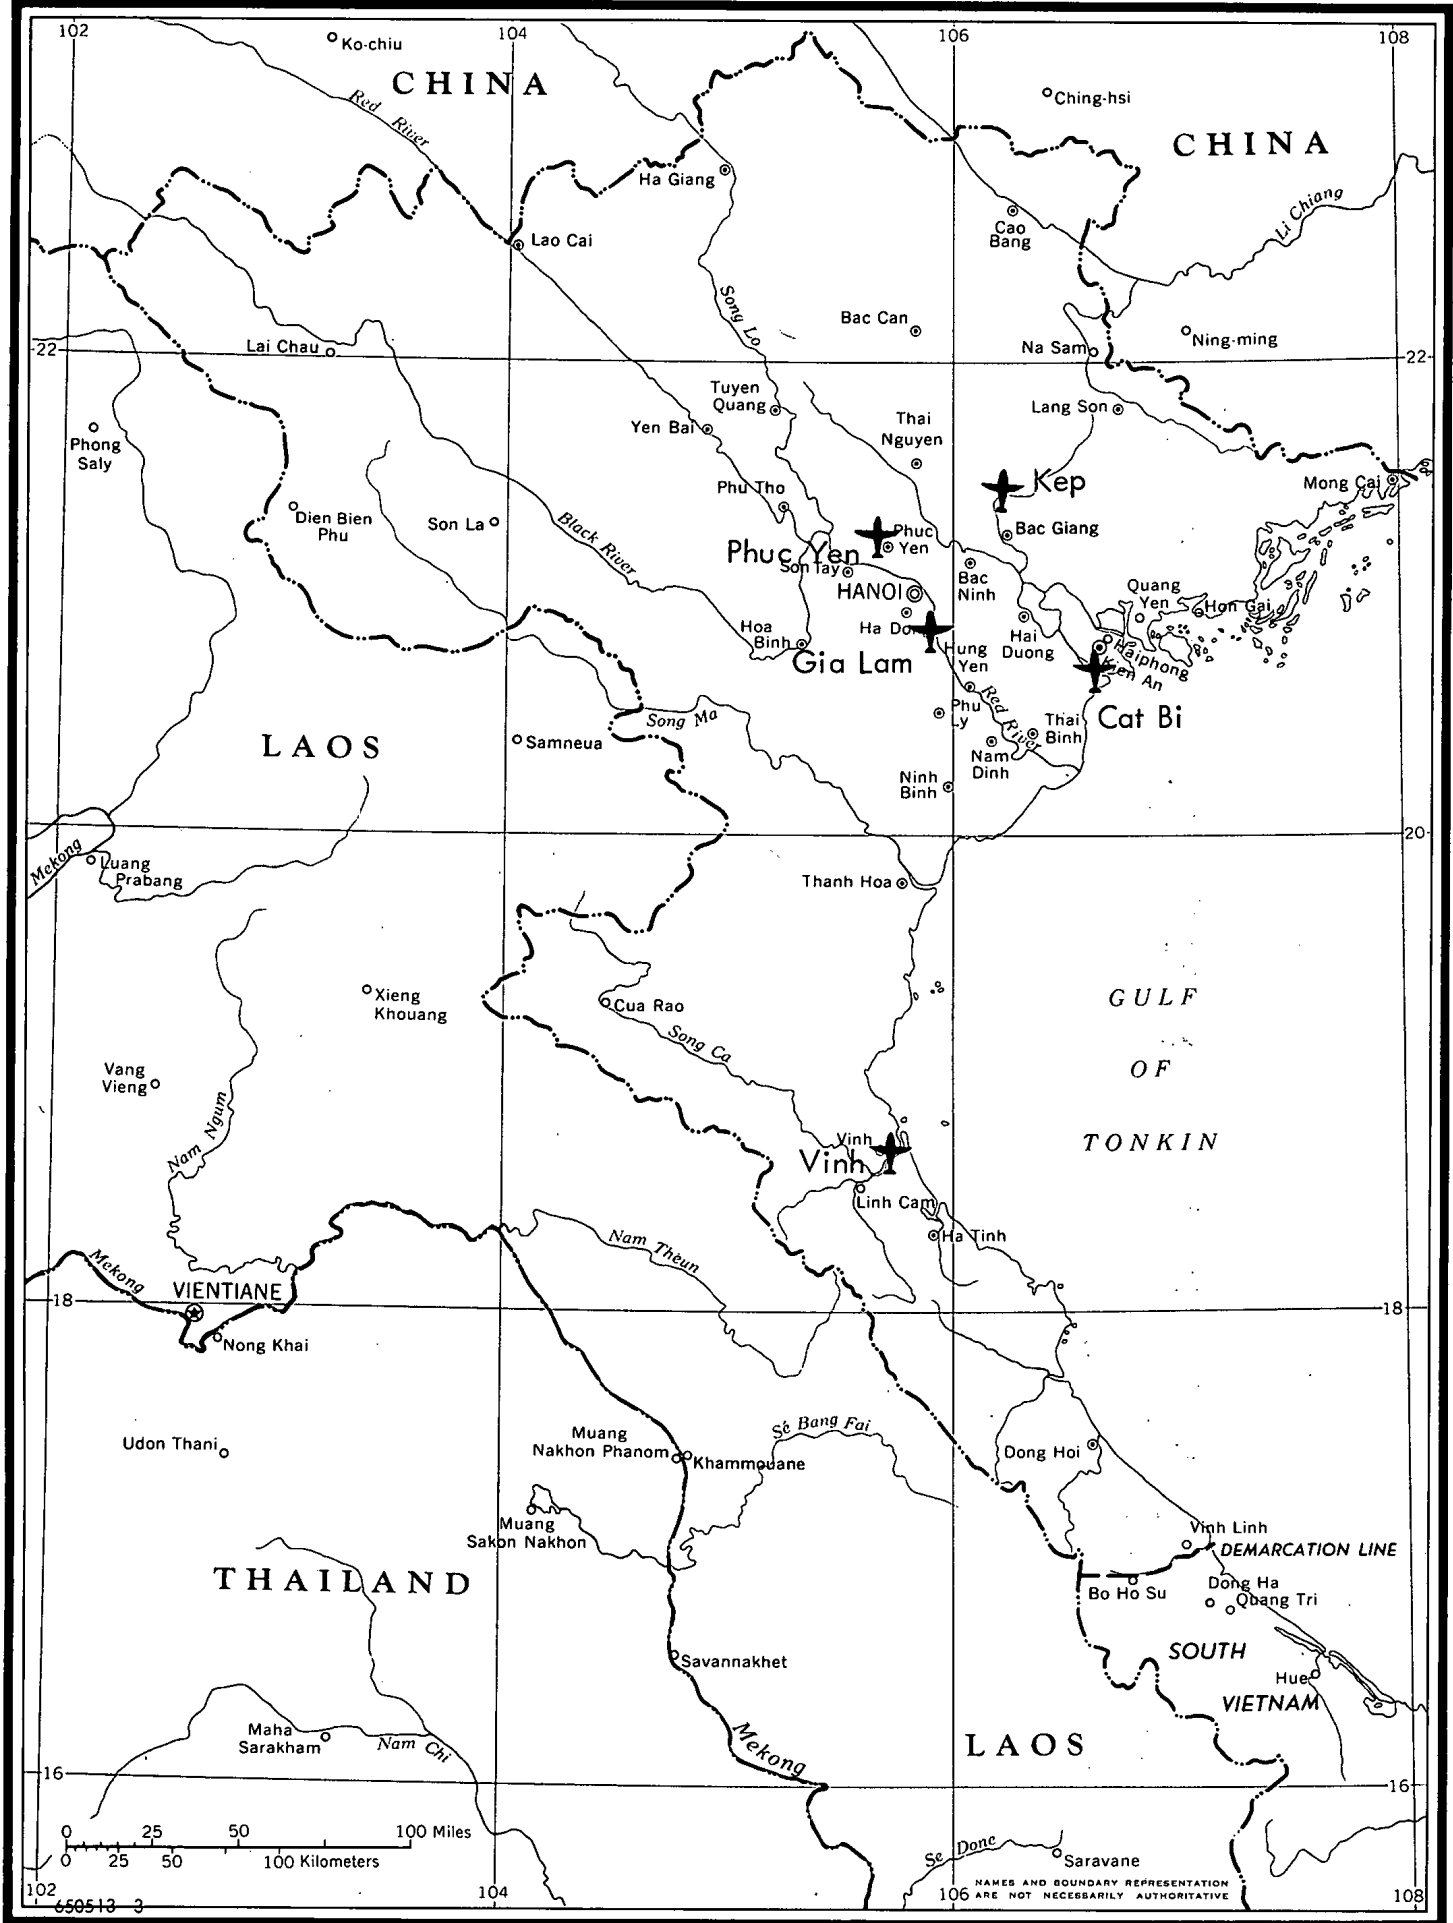 102
104
106
108
Ko-chiu
CHINA
Red
River
Ching-hsi
CHINA
Ha Giang
Li Chiang
Cao
Bang
Lao Cai
Song Lo
Bac Can
Ning-ming
22
Lai Chau
Na Sam
22
Tuyen
Quang
Lang Son
Thai
Nguyen
Yen Bai
Phong
Saly
Kep
Mong Cai
Phu Tho
Dien Bien
Phu
Son La
Black River
Bac Giang
Phuc
Yen
Phuc Yen
Son Tay
Bac
Ninh
HANOI
Quang
Yen
Hon Gai
Hoa
Binh
Ha Dong
Hai
Duong
Haiphong
Kien An
Gia Lam
Hung
Yen
Red River
Phu
Ly
Thai
Binh
Cat Bi
Song Ma
LAOS
Samneua
Nam
Dinh
Ninh
Binh
20
Mekong
Luang
Prabang
Thanh Hoa
Xieng
Khouang
Cua Rao
Song Ca
GULF
OF
TONKIN
Vang
Vieng
Nam Ngum
Vinh
Vinh
Linh Cam
Ha Tinh
Nam Theun
Mekong
VIENTIANE
18
18
Nong Khai
Udon Thani
Muang
Nakhon Phanom
Khammouane
Se Bang Fai
Dong Hoi
Muang
Sakon Nakhon
Vinh Linh
DEMARCATION LINE
THAILAND
Bo Ho Su
Dong Ha
Quang Tri
SOUTH
VIETNAM
Hue
Savannakhet
Maha
Sarakham
Nam Chi
Mekong
LAOS
16
16
0 25 50 100 Miles
0 25 50 100 Kilometers
Se Done
Saravane
NAMES AND BOUNDARY REPRESENTATION
ARE NOT NECESSARILY AUTHORITATIVE
102
104
106
108
650513 3